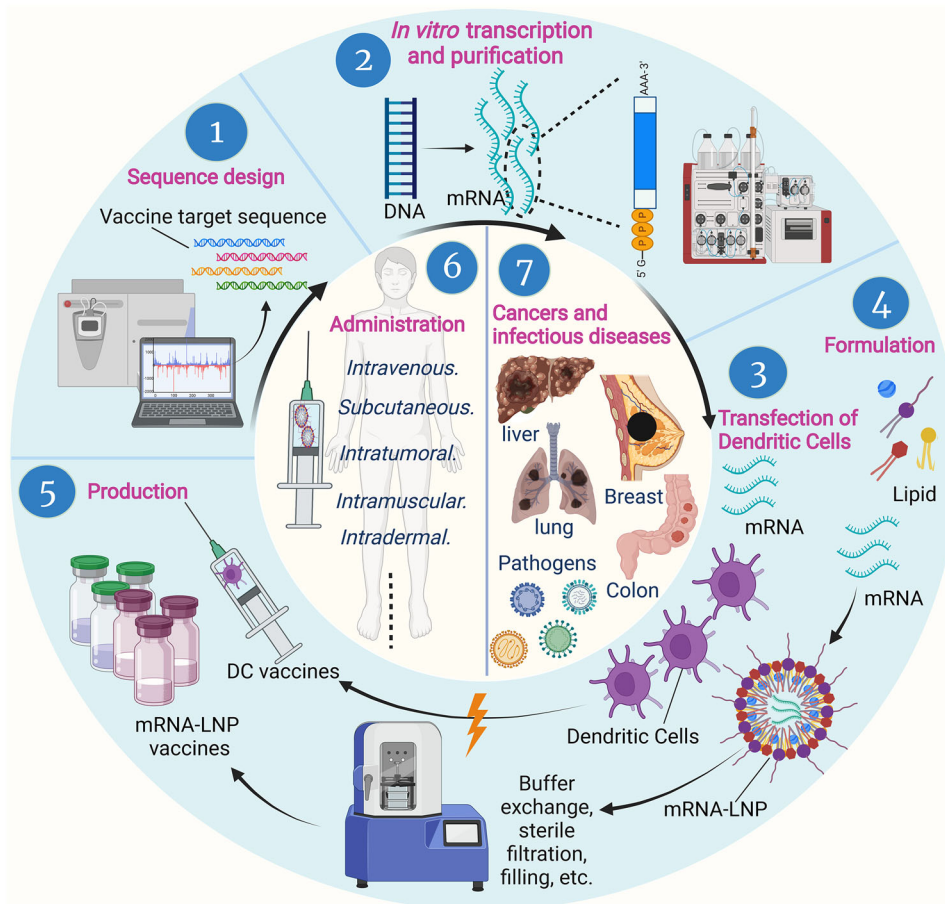 1
Sequence design
Vaccine target sequence
2
In vitro transcription
and purification
DNA
mRNA
AAA-3'
P
P
P
5' G
3
Transfection of
Dendritic Cells
mRNA
Dendritic Cells
4
Formulation
Lipid
mRNA
mRNA-LNP
Buffer
exchange,
sterile
filtration,
filling, etc.
5
Production
DC vaccines
mRNA-LNP
vaccines
6
Administration
Intravenous.
Subcutaneous.
Intratumoral.
Intramuscular.
Intradermal.
7
Cancers and
infectious diseases
liver
Breast
lung
Colon
Pathogens